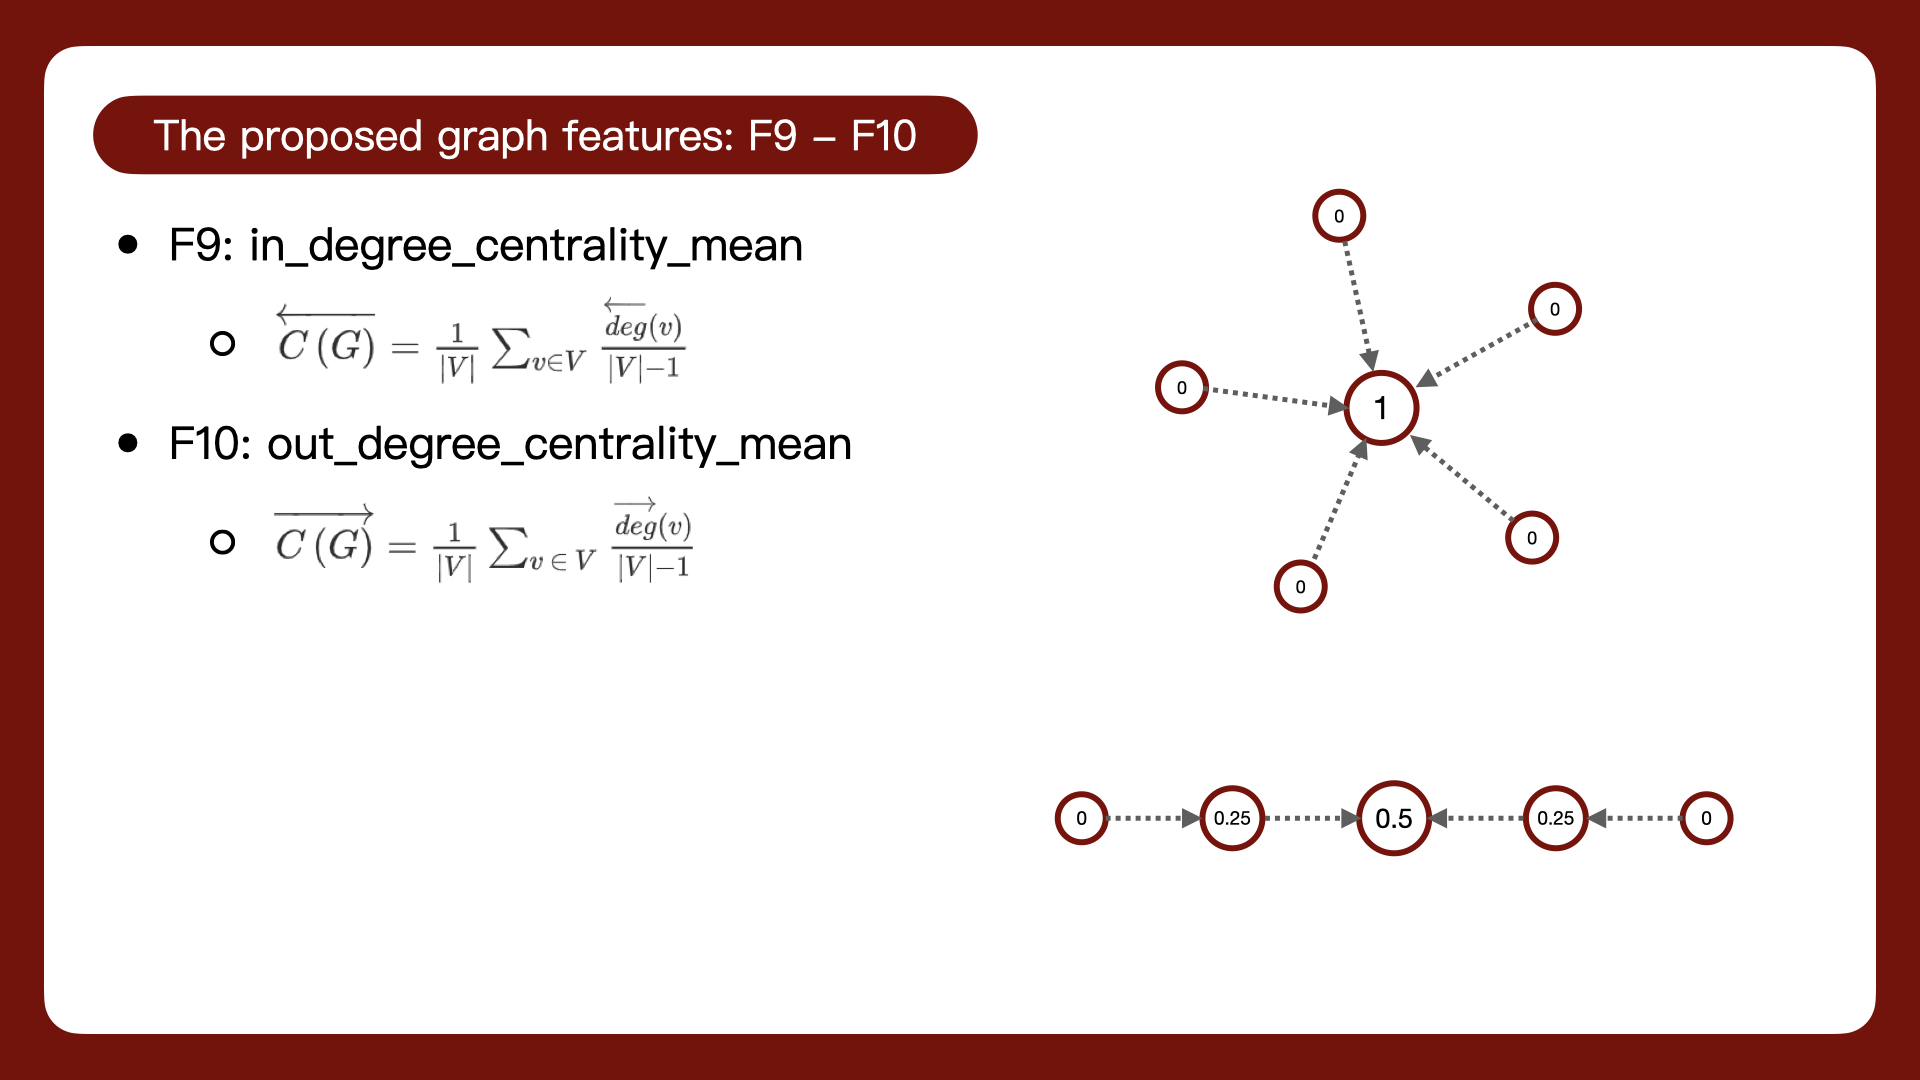 The proposed graph features: F9 – F10
● F9: in_degree_centrality_mean
○ $\overleftarrow{C(G)} = \frac{1}{|V|} \sum_{v \in V} \frac{\overleftarrow{deg}(v)}{|V|-1}$
● F10: out_degree_centrality_mean
○ $\overrightarrow{C(G)} = \frac{1}{|V|} \sum_{v \in V} \frac{\overrightarrow{deg}(v)}{|V|-1}$
0
0
0
1
0
0
0 0.25 0.5 0.25 0